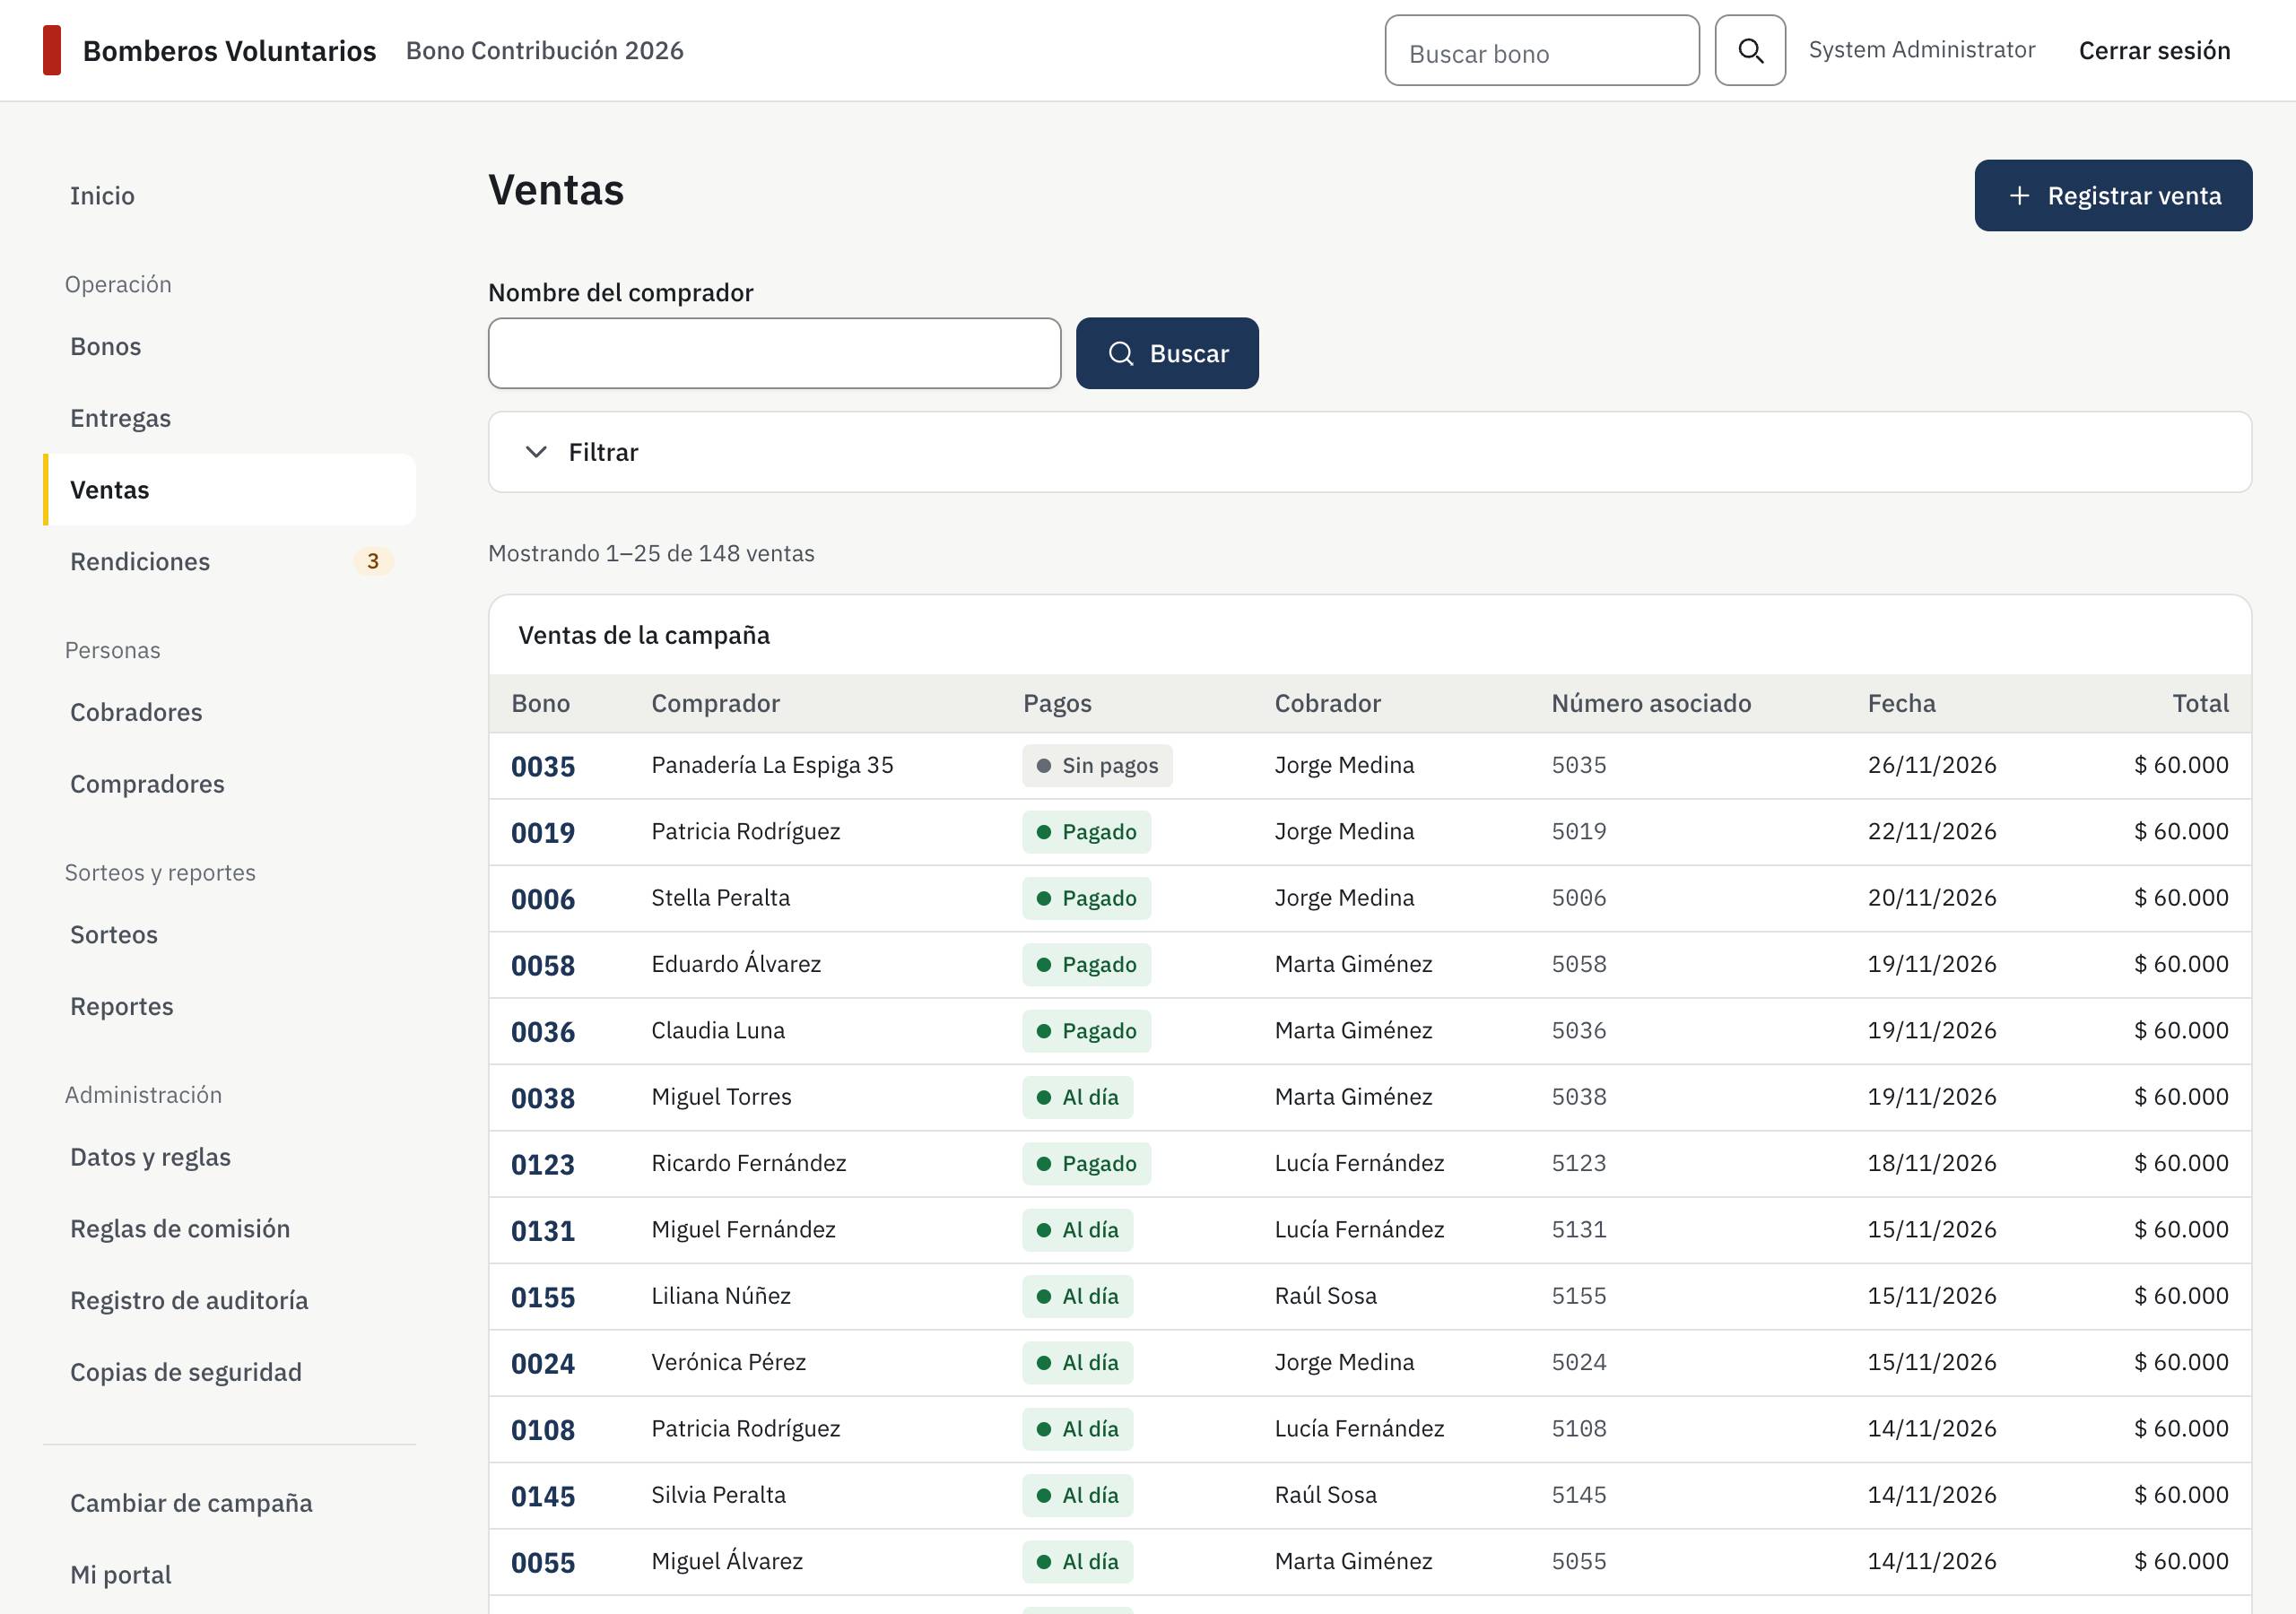 Bomberos Voluntarios Bono Contribución 2026 Buscar bono System Administrator Cerrar sesión
Inicio
Operación
Bonos
Entregas
Ventas
Rendiciones 3
Personas
Cobradores
Compradores
Sorteos y reportes
Sorteos
Reportes
Administración
Datos y reglas
Reglas de comisión
Registro de auditoría
Copias de seguridad
Cambiar de campaña
Mi portal
Ventas
+ Registrar venta
Nombre del comprador
Buscar
Filtrar
Mostrando 1–25 de 148 ventas
Ventas de la campaña
Bono Comprador Pagos Cobrador Número asociado Fecha Total
0035 Panadería La Espiga 35 Sin pagos Jorge Medina 5035 26/11/2026 $ 60.000
0019 Patricia Rodríguez Pagado Jorge Medina 5019 22/11/2026 $ 60.000
0006 Stella Peralta Pagado Jorge Medina 5006 20/11/2026 $ 60.000
0058 Eduardo Álvarez Pagado Marta Giménez 5058 19/11/2026 $ 60.000
0036 Claudia Luna Pagado Marta Giménez 5036 19/11/2026 $ 60.000
0038 Miguel Torres Al día Marta Giménez 5038 19/11/2026 $ 60.000
0123 Ricardo Fernández Pagado Lucía Fernández 5123 18/11/2026 $ 60.000
0131 Miguel Fernández Al día Lucía Fernández 5131 15/11/2026 $ 60.000
0155 Liliana Núñez Al día Raúl Sosa 5155 15/11/2026 $ 60.000
0024 Verónica Pérez Al día Jorge Medina 5024 15/11/2026 $ 60.000
0108 Patricia Rodríguez Al día Lucía Fernández 5108 14/11/2026 $ 60.000
0145 Silvia Peralta Al día Raúl Sosa 5145 14/11/2026 $ 60.000
0055 Miguel Álvarez Al día Marta Giménez 5055 14/11/2026 $ 60.000